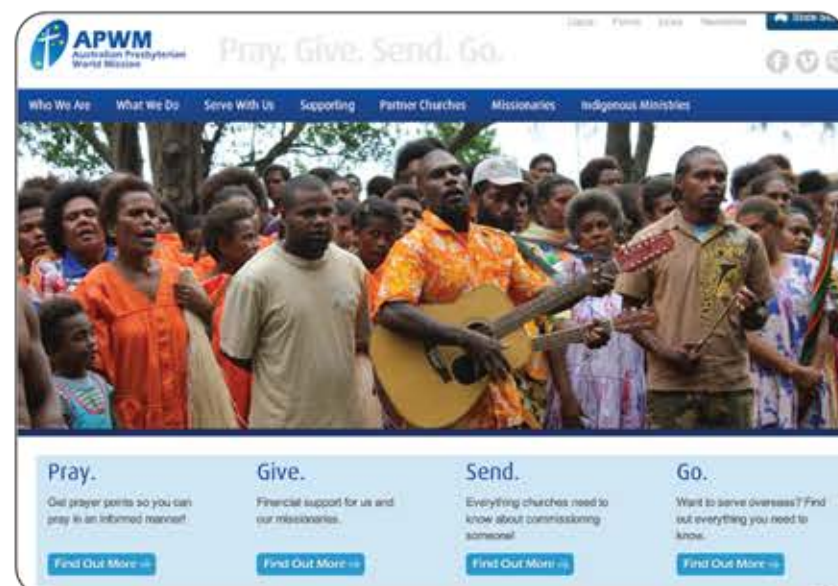 APWM
Australian Presbyterian
World Mission
Pray. Give. Send. Go.
Forms
Newsletter
Who We Are
What We Do
Serve With Us
Supporting
Partner Churches
Missionaries
Indigenous Ministries
Pray.
Get prayer points so you can
pray in an informed manner!
Find Out More
Give.
Financial support for us and
our missionaries.
Find Out More
Send.
Everything churches need to
know about commissioning
someone!
Find Out More
Go.
Want to serve overseas? Find
out everything you need to
know.
Find Out More